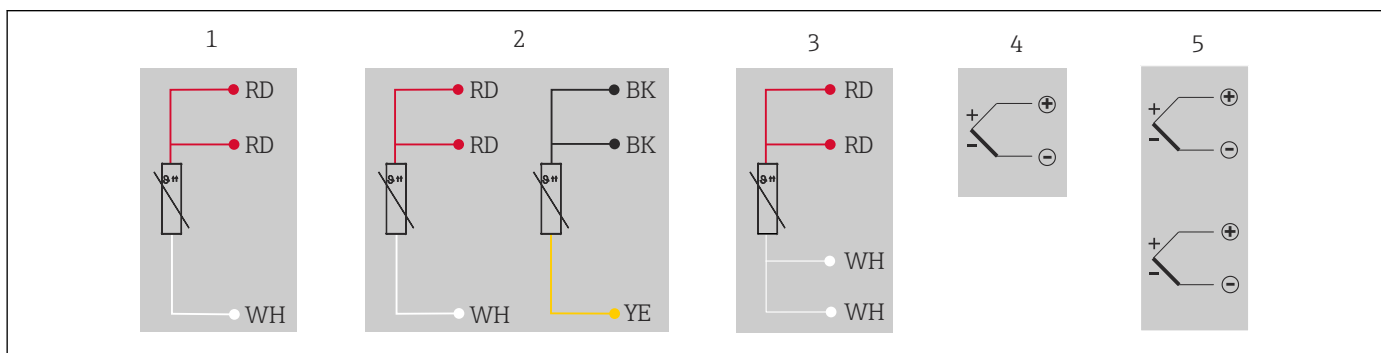 1 2 3 4 5
RD RD BK RD + +
RD RD BK RD + - -
ϑ ϑ ϑ ϑ
+ - + -
WH
WH WH YE WH